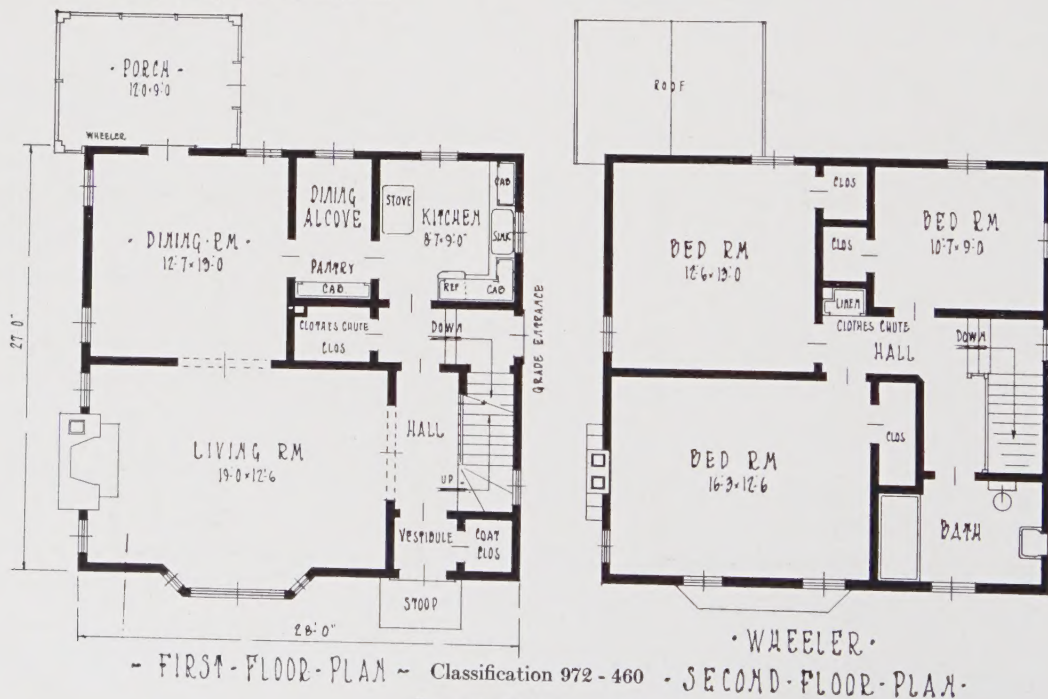 · PORCH ·
12·0 × 9·0
WHEELER
DINING
ALCOVE
STOVE
CAB
KITCHEN
8·7 × 9·0"
SINK
· DINING · RM ·
12·7 × 13·0
PANTRY
CAB.
REF
CAB
CLOTHES CHUTE
CLOS
DOWN
GRADE ENTRANCE
27·0"
HALL
LIVING RM
19·0 × 12·6
UP
VESTIBULE
COAT
CLOS
STOOP
28·0"
~ FIRST · FLOOR · PLAN ~
ROOF
CLOS
BED RM
12·6 × 13·0
CLOS
BED RM
10·7 × 9·0
LINEN
CLOTHES CHUTE
HALL
DOWN
BED RM
16·3 × 12·6
CLOS
BATH
· WHEELER ·
· SECOND · FLOOR · PLAN ·
Classification 972 - 460